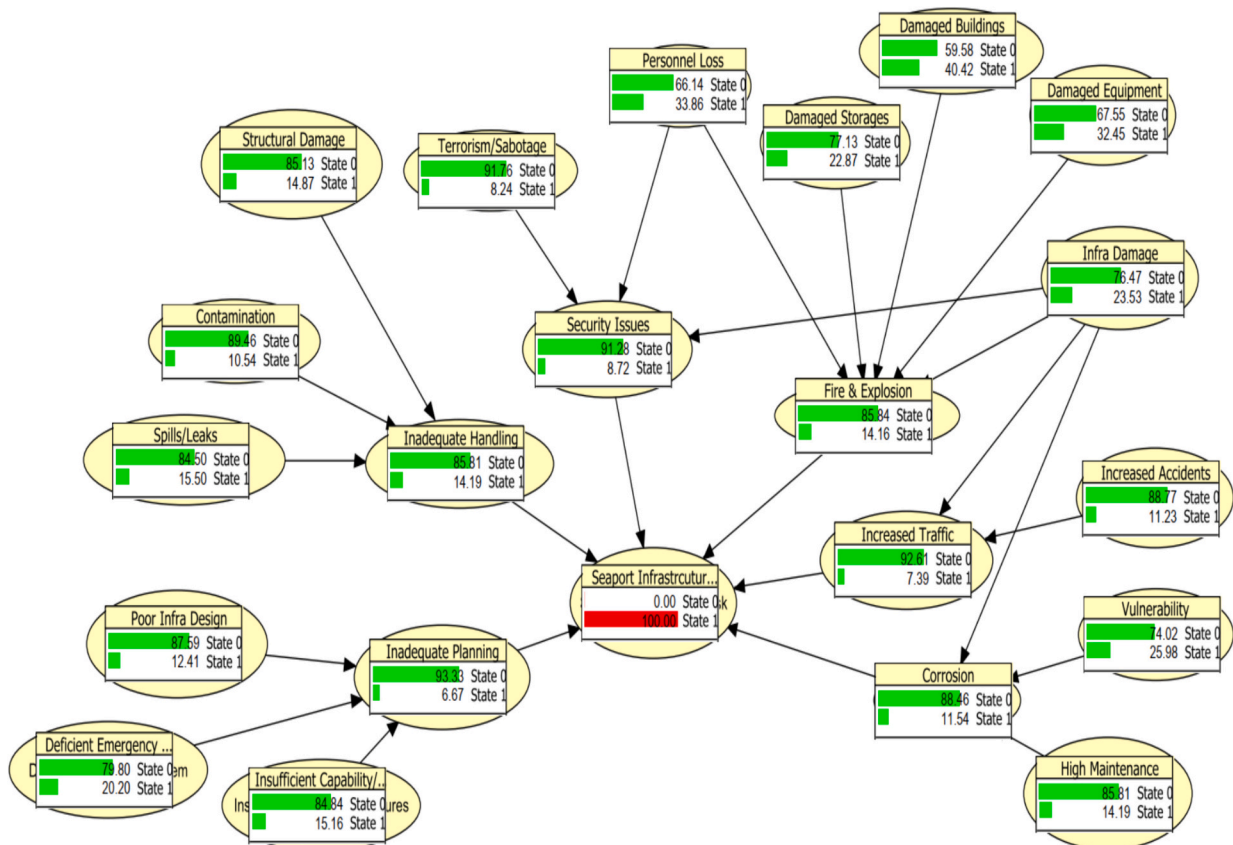 Damaged Buildings
59.58 State 0
40.42 State 1
Personnel Loss
66.14 State 0
33.86 State 1
Damaged Equipment
67.55 State 0
32.45 State 1
Damaged Storages
77.13 State 0
22.87 State 1
Structural Damage
85.13 State 0
14.87 State 1
Terrorism/Sabotage
91.76 State 0
8.24 State 1
Infra Damage
76.47 State 0
23.53 State 1
Contamination
89.46 State 0
10.54 State 1
Security Issues
91.28 State 0
8.72 State 1
Fire & Explosion
85.84 State 0
14.16 State 1
Spills/Leaks
84.50 State 0
15.50 State 1
Inadequate Handling
85.81 State 0
14.19 State 1
Increased Accidents
88.77 State 0
11.23 State 1
Increased Traffic
92.61 State 0
7.39 State 1
Seaport Infrastrcutur...
0.00 State 0
100.00 State 1
Poor Infra Design
87.59 State 0
12.41 State 1
Vulnerability
74.02 State 0
25.98 State 1
Inadequate Planning
93.33 State 0
6.67 State 1
Corrosion
88.46 State 0
11.54 State 1
Deficient Emergency ...
79.80 State 0
20.20 State 1
Insufficient Capability/...
84.84 State 0
15.16 State 1
High Maintenance
85.81 State 0
14.19 State 1